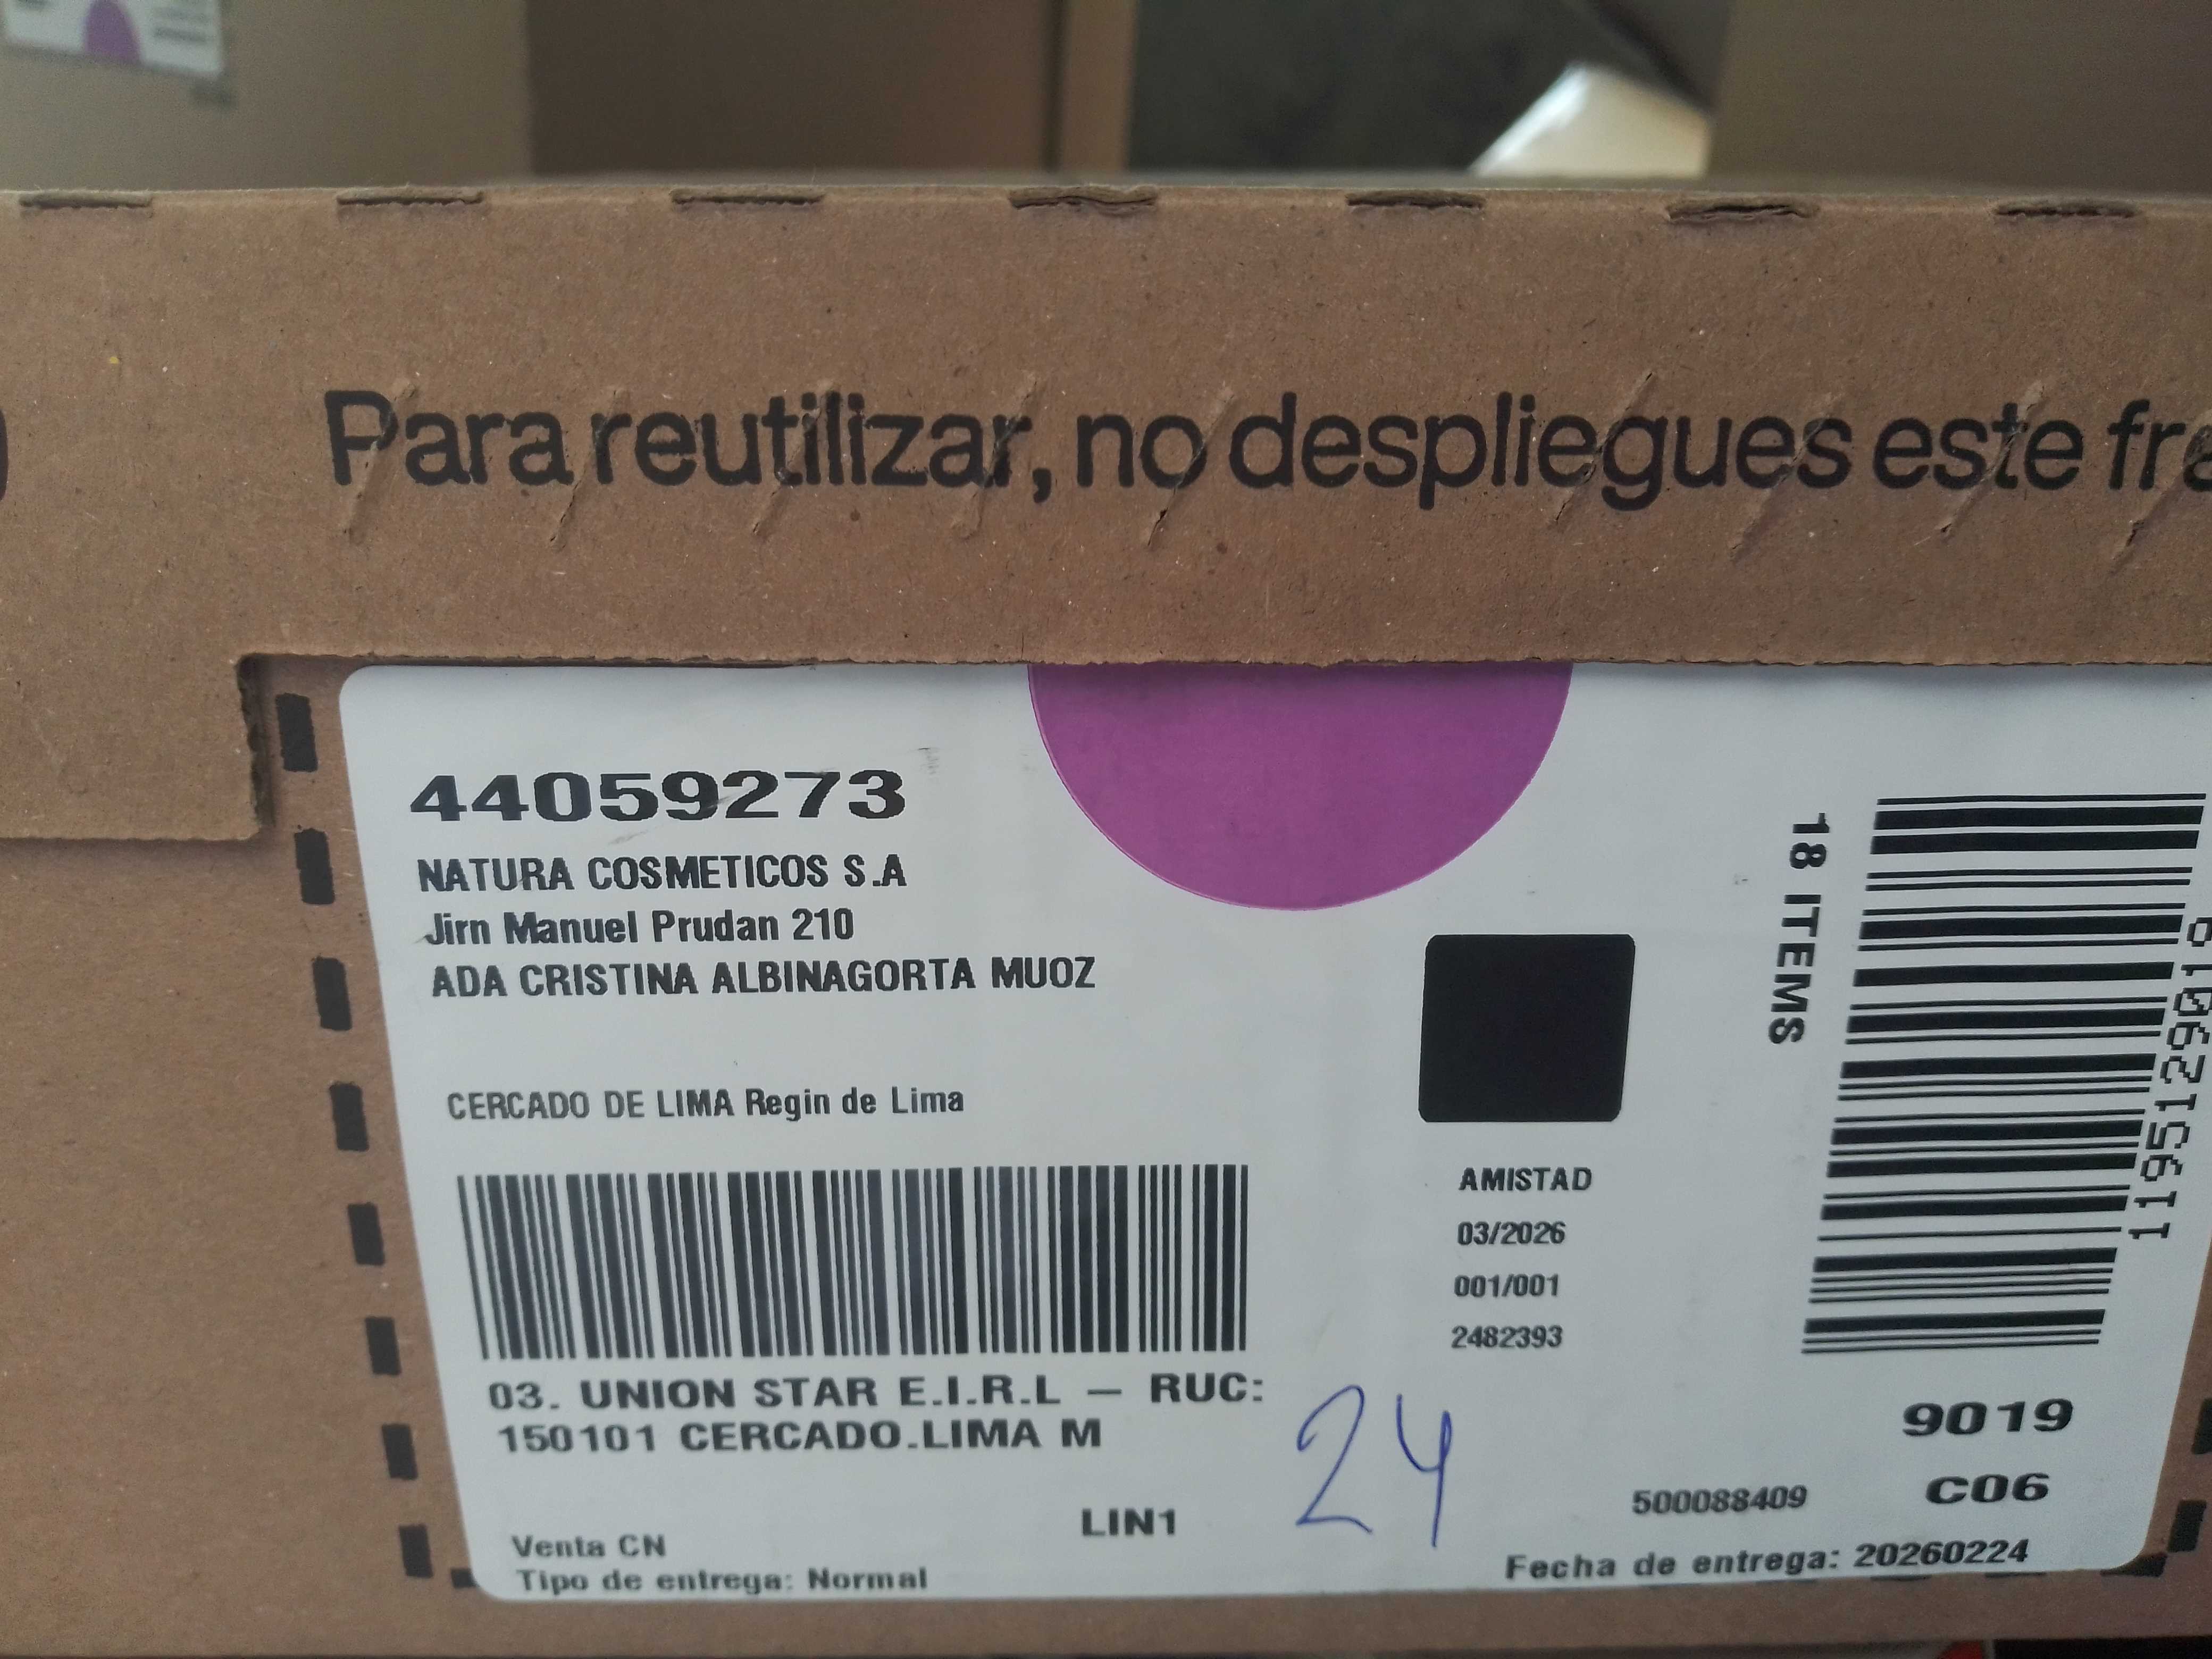 Para reutilizar, no despliegues este fre
44059273
NATURA COSMETICOS S.A
Jirn Manuel Prudan 210
ADA CRISTINA ALBINAGORTA MUOZ
CERCADO DE LIMA Regin de Lima
18 ITEMS
AMISTAD
03/2026
001/001
2482393
03. UNION STAR E.I.R.L — RUC:
150101 CERCADO.LIMA M
24
9019
C06
500088409
LIN1
Venta CN
Tipo de entrega: Normal
Fecha de entrega: 20260224